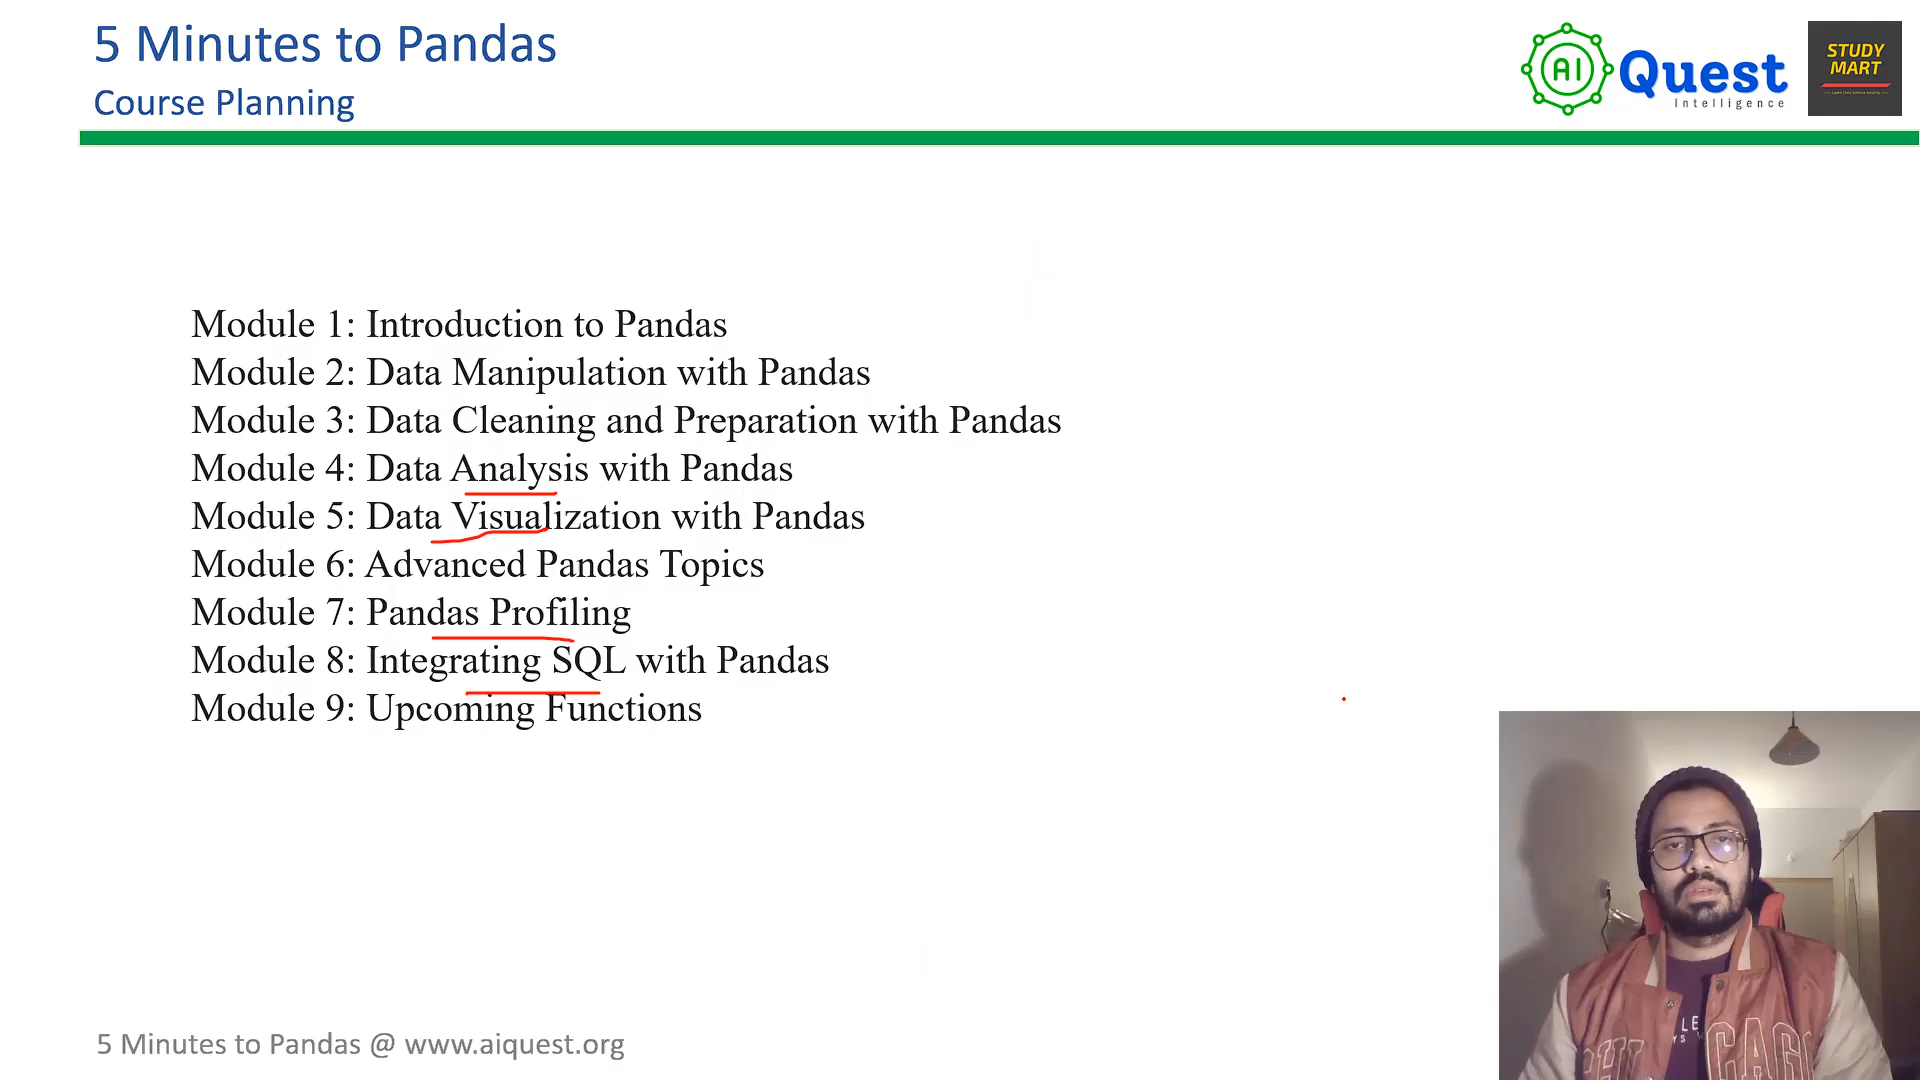 5 Minutes to Pandas
Course Planning
AI Quest
Intelligence
STUDY
MART
Module 1: Introduction to Pandas
Module 2: Data Manipulation with Pandas
Module 3: Data Cleaning and Preparation with Pandas
Module 4: Data Analysis with Pandas
Module 5: Data Visualization with Pandas
Module 6: Advanced Pandas Topics
Module 7: Pandas Profiling
Module 8: Integrating SQL with Pandas
Module 9: Upcoming Functions
5 Minutes to Pandas @ www.aiquest.org